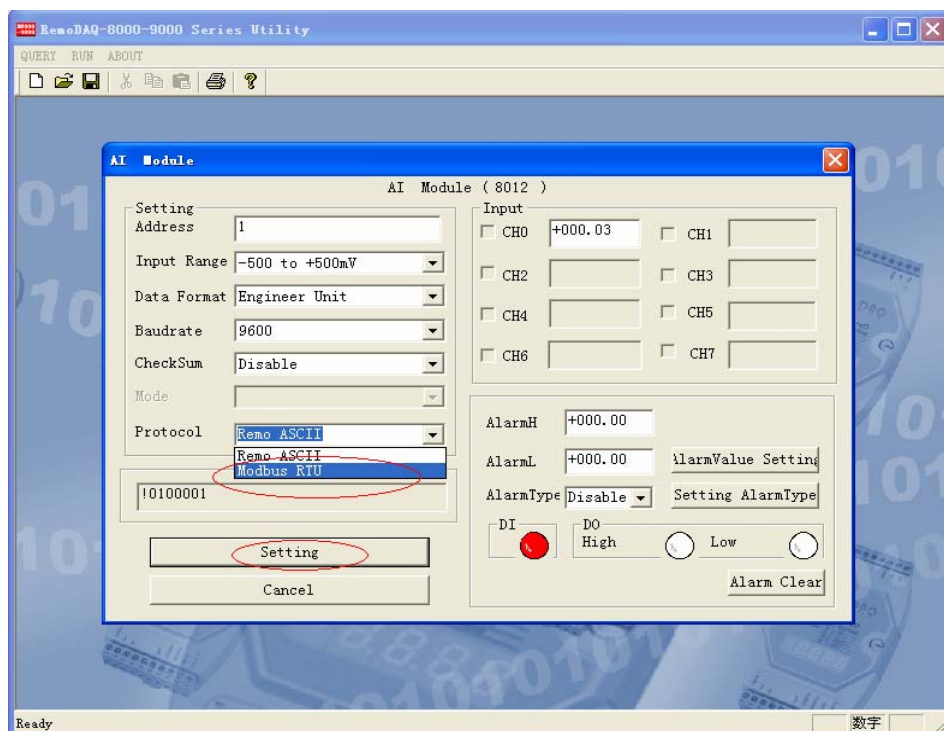 RemoDAQ-8000-9000 Series Utility
QUERY RUN ABOUT
AI Module
AI Module ( 8012 )
Setting
Address 1
Input Range -500 to +500mV
Data Format Engineer Unit
Baudrate 9600
CheckSum Disable
Mode
Protocol Remo ASCII
Remo ASCII
Modbus RTU
!0100001
Setting
Cancel
Input
CH0 +000.03 CH1
CH2 CH3
CH4 CH5
CH6 CH7
AlarmH +000.00
AlarmL +000.00 AlarmValue Setting
AlarmType Disable Setting AlarmType
DI DO
High Low
Alarm Clear
Ready 数字